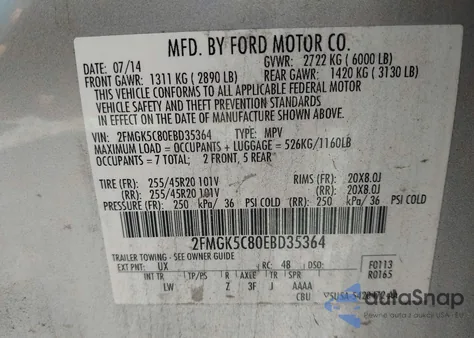 MFD. BY FORD MOTOR CO.
DATE: 07/14 GVWR: 2722 KG ( 6000 LB)
FRONT GAWR: 1311 KG ( 2890 LB) REAR GAWR: 1420 KG ( 3130 LB)
THIS VEHICLE CONFORMS TO ALL APPLICABLE FEDERAL MOTOR
VEHICLE SAFETY AND THEFT PREVENTION STANDARDS
IN EFFECT ON THE DATE OF MANUFACTURE SHOWN ABOVE.
VIN: 2FMGK5C80EBD35364 TYPE: MPV
MAXIMUM LOAD = OCCUPANTS + LUGGAGE = 526KG/1160LB
OCCUPANTS = 7 TOTAL; 2 FRONT, 5 REAR
TIRE (FR): 255/45R20 101V RIMS (FR): 20X8.0J
(RR): 255/45R20 101V (RR): 20X8.0J
PRESSURE (FR): 250 kPa/ 36 PSI COLD (RR): 250 kPa/ 36 PSI COLD
2FMGK5C80EBD35364
TRAILER TOWING - SEE OWNER GUIDE
EXT PNT: UX RC: 48 DSO: F0113
R0165
INT TR TP/PS R AXLE TR SPR
LW Z 3F J AAAA
CBU
autoSnap